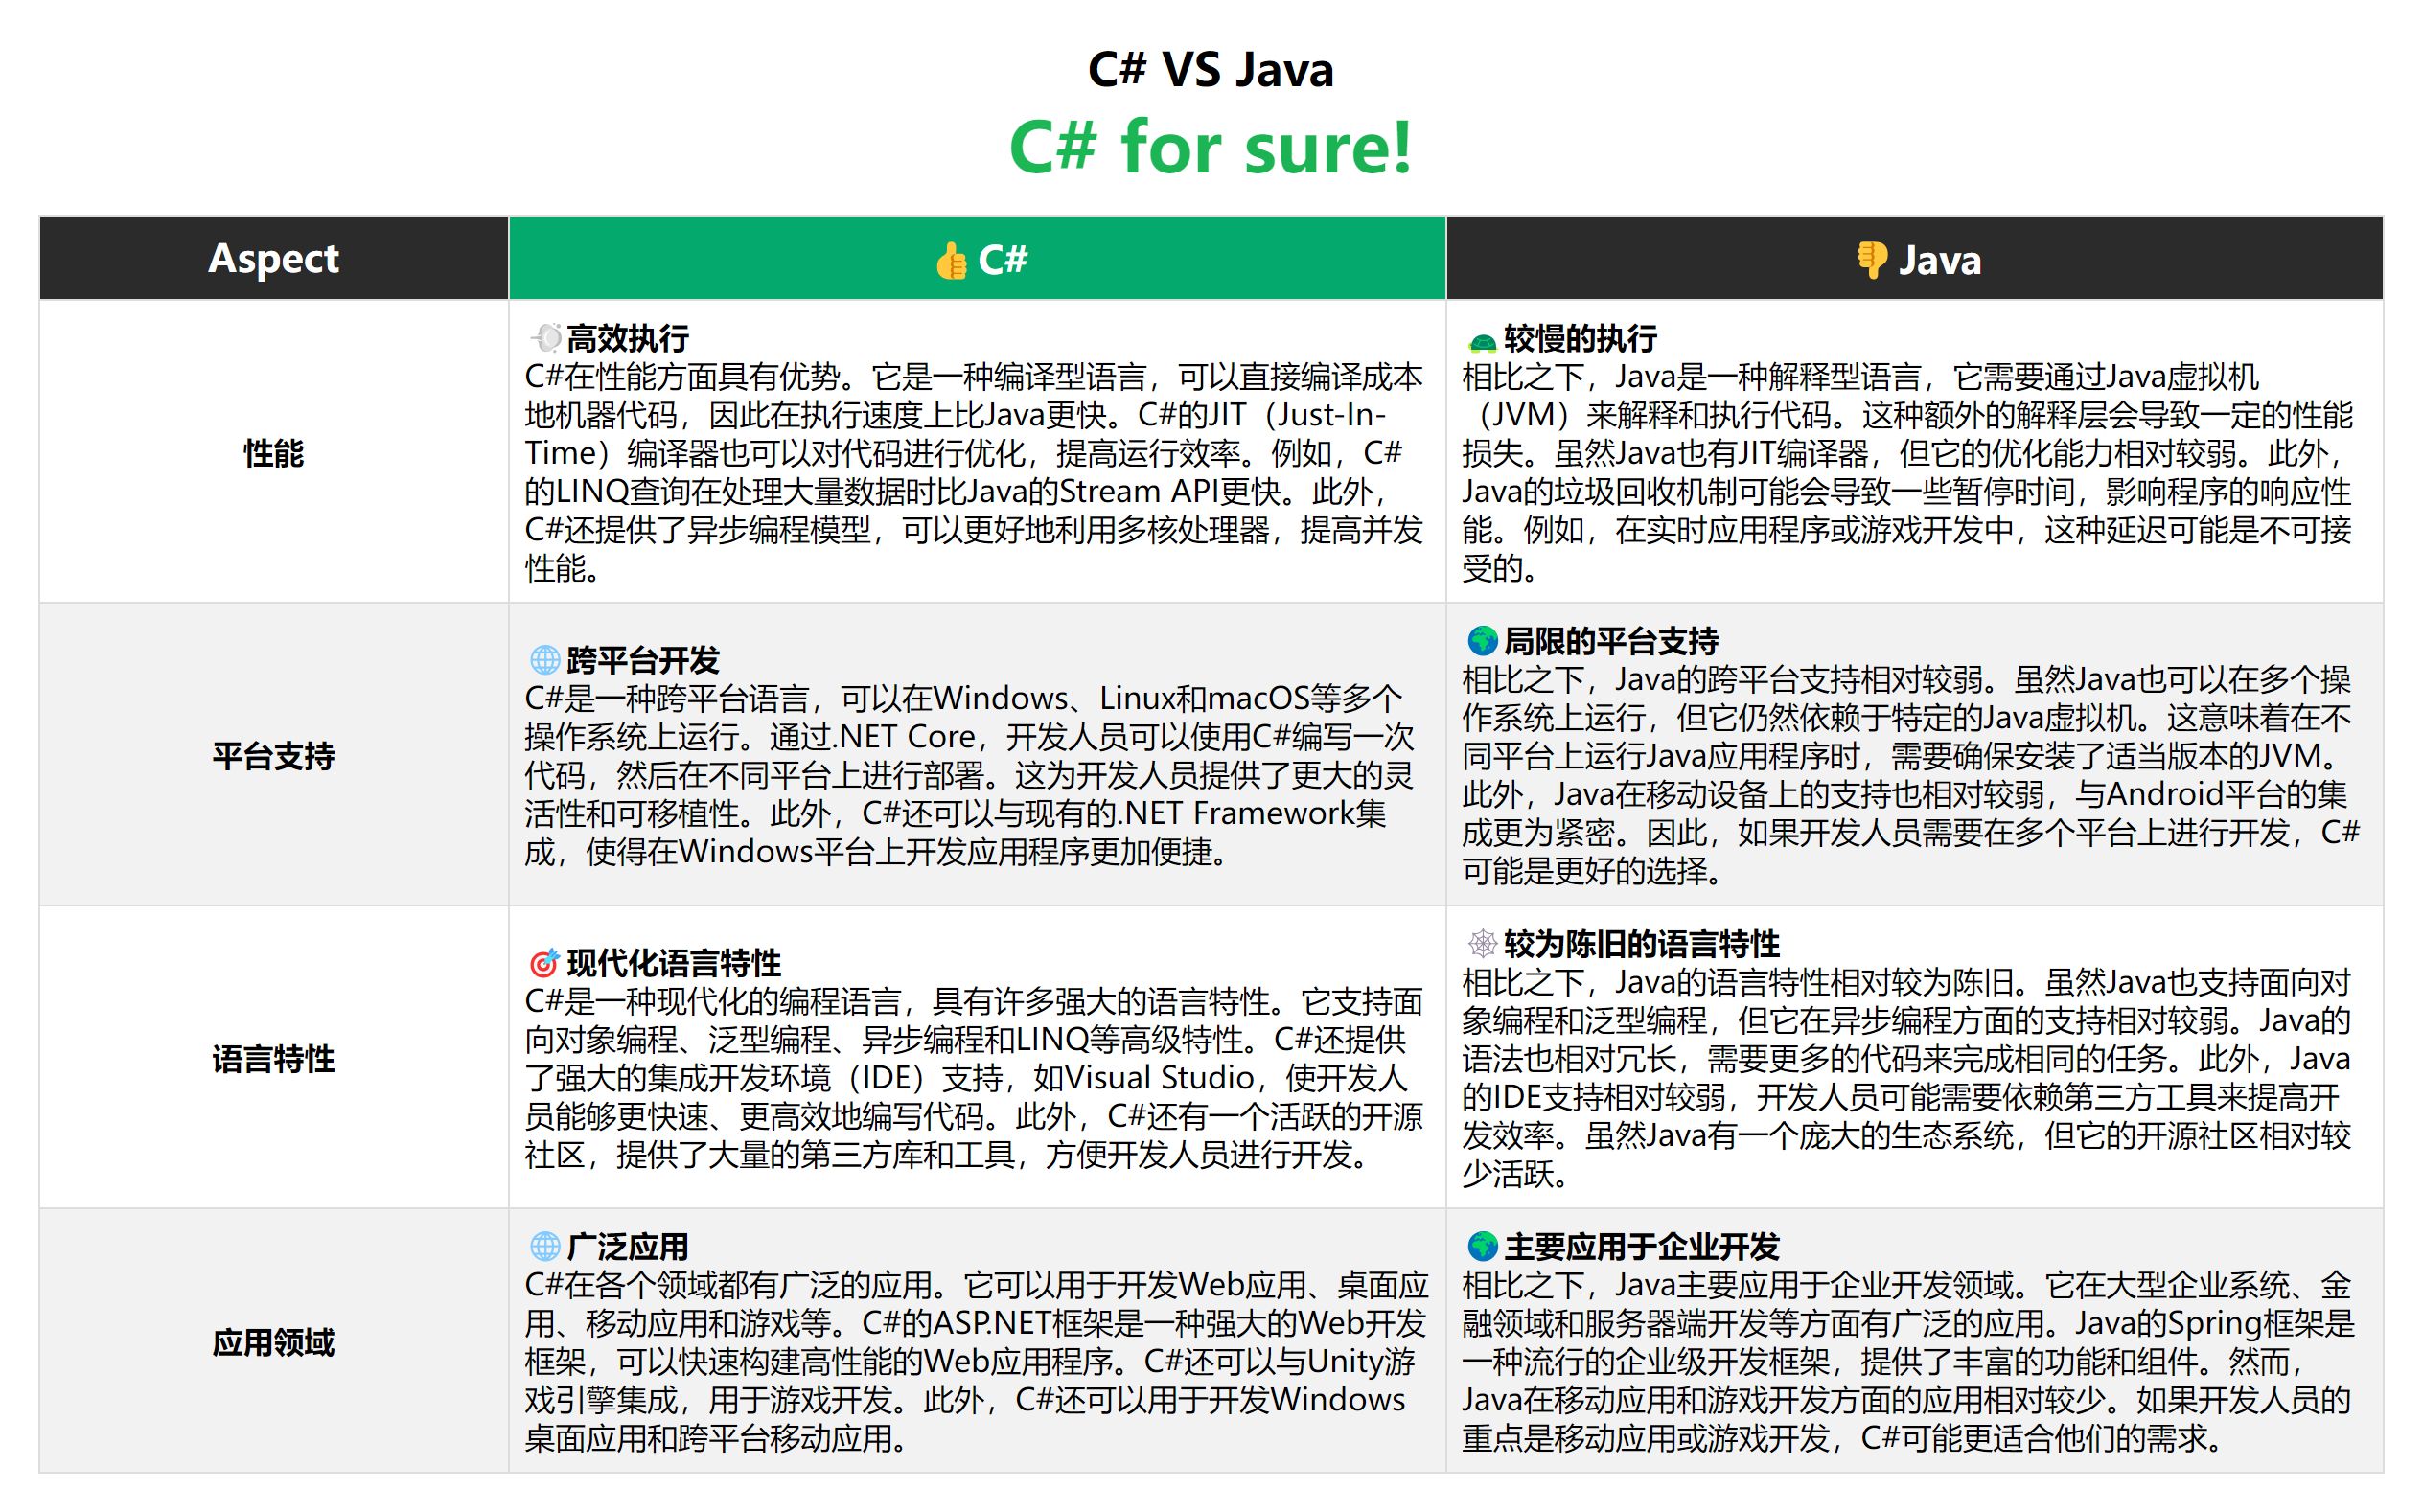 C# VS Java
C# for sure!
Aspect
👍C#
👎Java
性能
高效执行
C#在性能方面具有优势。它是一种编译型语言，可以直接编译成本
地机器代码，因此在执行速度上比Java更快。C#的JIT（Just-In-
Time）编译器也可以对代码进行优化，提高运行效率。例如，C#
的LINQ查询在处理大量数据时比Java的Stream API更快。此外，
C#还提供了异步编程模型，可以更好地利用多核处理器，提高并发
性能。
🐢较慢的执行
相比之下，Java是一种解释型语言，它需要通过Java虚拟机
（JVM）来解释和执行代码。这种额外的解释层会导致一定的性能
损失。虽然Java也有JIT编译器，但它的优化能力相对较弱。此外，
Java的垃圾回收机制可能会导致一些暂停时间，影响程序的响应性
能。例如，在实时应用程序或游戏开发中，这种延迟可能是不可接
受的。
平台支持
🌐跨平台开发
C#是一种跨平台语言，可以在Windows、Linux和macOS等多个
操作系统上运行。通过.NET Core，开发人员可以使用C#编写一次
代码，然后在不同平台上进行部署。这为开发人员提供了更大的灵
活性和可移植性。此外，C#还可以与现有的.NET Framework集
成，使得在Windows平台上开发应用程序更加便捷。
🌍局限的平台支持
相比之下，Java的跨平台支持相对较弱。虽然Java也可以在多个操
作系统上运行，但它仍然依赖于特定的Java虚拟机。这意味着在不
同平台上运行Java应用程序时，需要确保安装了适当版本的JVM。
此外，Java在移动设备上的支持也相对较弱，与Android平台的集
成更为紧密。因此，如果开发人员需要在多个平台上进行开发，C#
可能是更好的选择。
语言特性
🎯现代化语言特性
C#是一种现代化的编程语言，具有许多强大的语言特性。它支持面
向对象编程、泛型编程、异步编程和LINQ等高级特性。C#还提供
了强大的集成开发环境（IDE）支持，如Visual Studio，使开发人
员能够更快速、更高效地编写代码。此外，C#还有一个活跃的开源
社区，提供了大量的第三方库和工具，方便开发人员进行开发。
🕸较为陈旧的语言特性
相比之下，Java的语言特性相对较为陈旧。虽然Java也支持面向对
象编程和泛型编程，但它在异步编程方面的支持相对较弱。Java的
语法也相对冗长，需要更多的代码来完成相同的任务。此外，Java
的IDE支持相对较弱，开发人员可能需要依赖第三方工具来提高开
发效率。虽然Java有一个庞大的生态系统，但它的开源社区相对较
少活跃。
应用领域
🌐广泛应用
C#在各个领域都有广泛的应用。它可以用于开发Web应用、桌面应
用、移动应用和游戏等。C#的ASP.NET框架是一种强大的Web开发
框架，可以快速构建高性能的Web应用程序。C#还可以与Unity游
戏引擎集成，用于游戏开发。此外，C#还可以用于开发Windows
桌面应用和跨平台移动应用。
🌍主要应用于企业开发
相比之下，Java主要应用于企业开发领域。它在大型企业系统、金
融领域和服务器端开发等方面有广泛的应用。Java的Spring框架是
一种流行的企业级开发框架，提供了丰富的功能和组件。然而，
Java在移动应用和游戏开发方面的应用相对较少。如果开发人员的
重点是移动应用或游戏开发，C#可能更适合他们的需求。